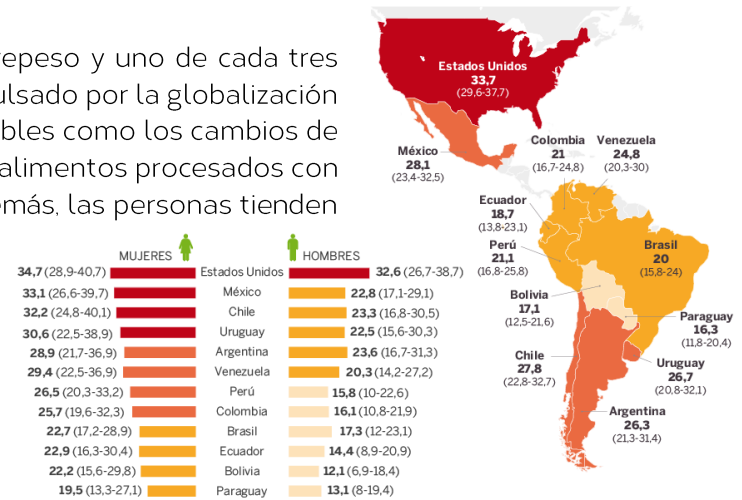 repeso y uno de cada tres
ulsado por la globalización
bles como los cambios de
alimentos procesados con
emás, las personas tienden
Estados Unidos
33,7
(29,6-37,7)
México
28,1
(23,4-32,5)
Colombia
21
(16,7-24,8)
Venezuela
24,8
(20,3-30)
Ecuador
18,7
(13,8-23,1)
Perú
21,1
(16,8-25,8)
Brasil
20
(15,8-24)
Bolivia
17,1
(12,5-21,6)
Paraguay
16,3
(11,8-20,4)
Chile
27,8
(22,8-32,7)
Uruguay
26,7
(20,8-32,1)
Argentina
26,3
(21,3-31,4)
MUJERES HOMBRES
34,7 (28,9-40,7) Estados Unidos 32,6 (26,7-38,7)
33,1 (26,6-39,7) México 22,8 (17,1-29,1)
32,2 (24,8-40,1) Chile 23,3 (16,8-30,5)
30,6 (22,5-38,9) Uruguay 22,5 (15,6-30,3)
28,9 (21,7-36,9) Argentina 23,6 (16,7-31,3)
29,4 (22,5-36,9) Venezuela 20,3 (14,2-27,2)
26,5 (20,3-33,2) Perú 15,8 (10-22,6)
25,7 (19,6-32,3) Colombia 16,1 (10,8-21,9)
22,7 (17,2-28,9) Brasil 17,3 (12-23,1)
22,9 (16,3-30,4) Ecuador 14,4 (8,9-20,9)
22,2 (15,6-29,8) Bolivia 12,1 (6,9-18,4)
19,5 (13,3-27,1) Paraguay 13,1 (8-19,4)